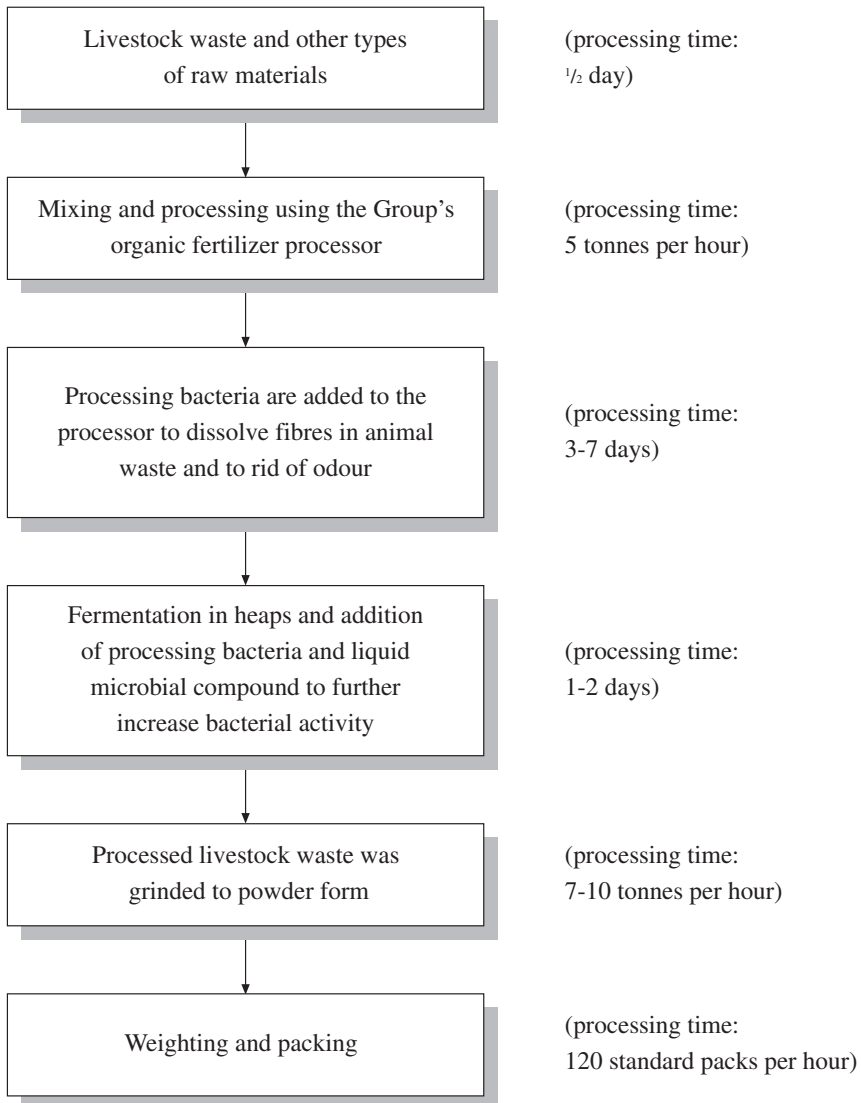 Livestock waste and other types
of raw materials
(processing time:
1/2 day)
Mixing and processing using the Group's
organic fertilizer processor
(processing time:
5 tonnes per hour)
Processing bacteria are added to the
processor to dissolve fibres in animal
waste and to rid of odour
(processing time:
3-7 days)
Fermentation in heaps and addition
of processing bacteria and liquid
microbial compound to further
increase bacterial activity
(processing time:
1-2 days)
Processed livestock waste was
grinded to powder form
(processing time:
7-10 tonnes per hour)
Weighting and packing
(processing time:
120 standard packs per hour)